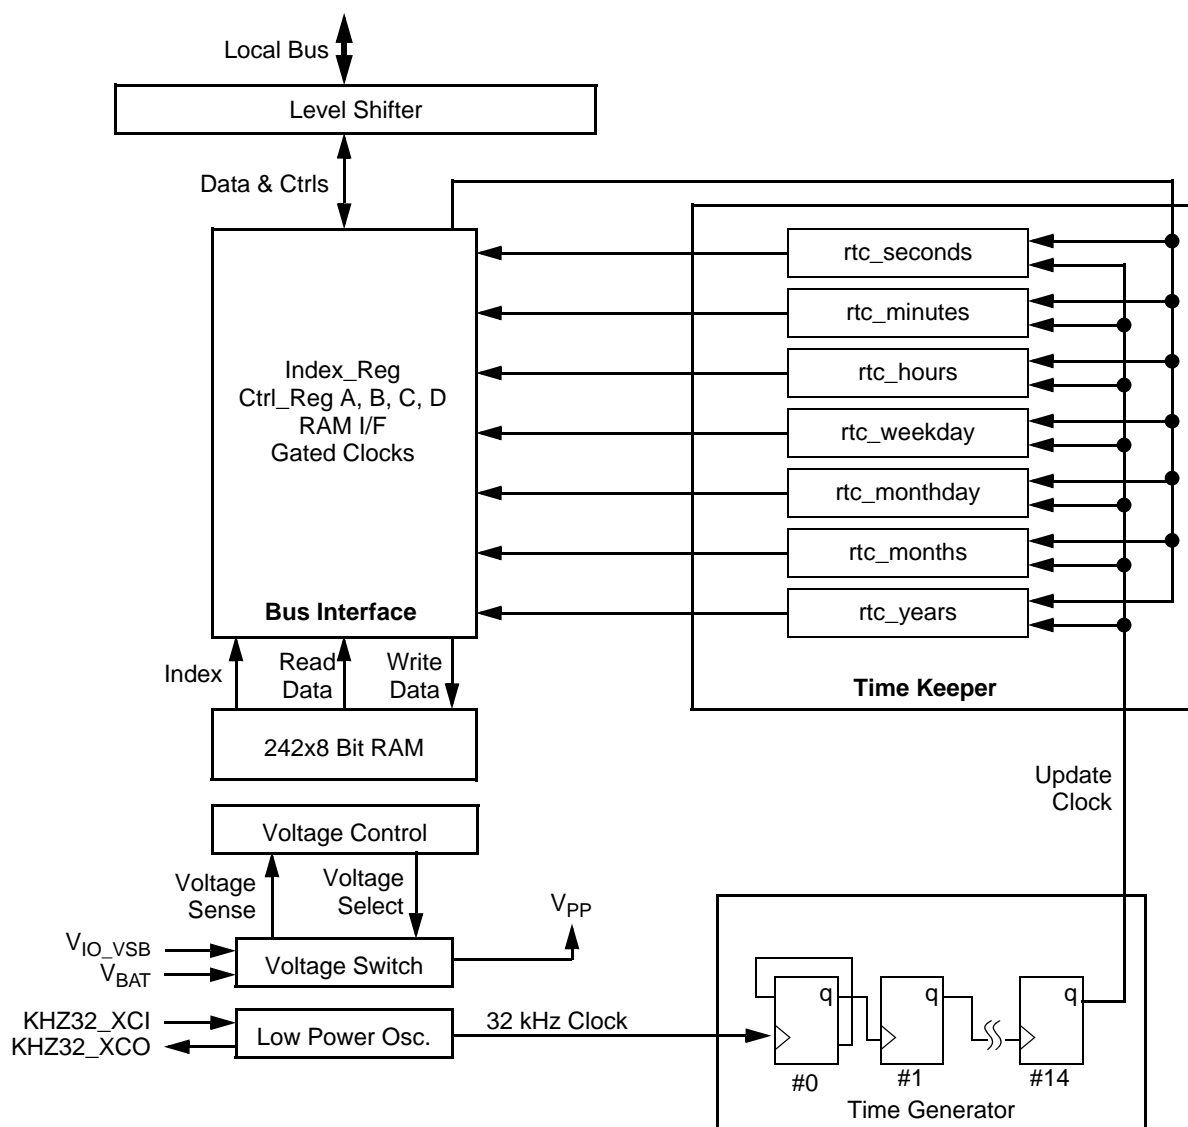 Local Bus
Level Shifter
Data & Ctrls
Index_Reg
Ctrl_Reg A, B, C, D
RAM I/F
Gated Clocks
Bus Interface
rtc_seconds
rtc_minutes
rtc_hours
rtc_weekday
rtc_monthday
rtc_months
rtc_years
Time Keeper
Index
Read
Data
Write
Data
242x8 Bit RAM
Update
Clock
Voltage Control
Voltage
Sense
Voltage
Select
VPP
VIO_VSB
VBAT
Voltage Switch
KHZ32_XCI
KHZ32_XCO
Low Power Osc.
32 kHz Clock
q
q
q
#0
#1
#14
Time Generator